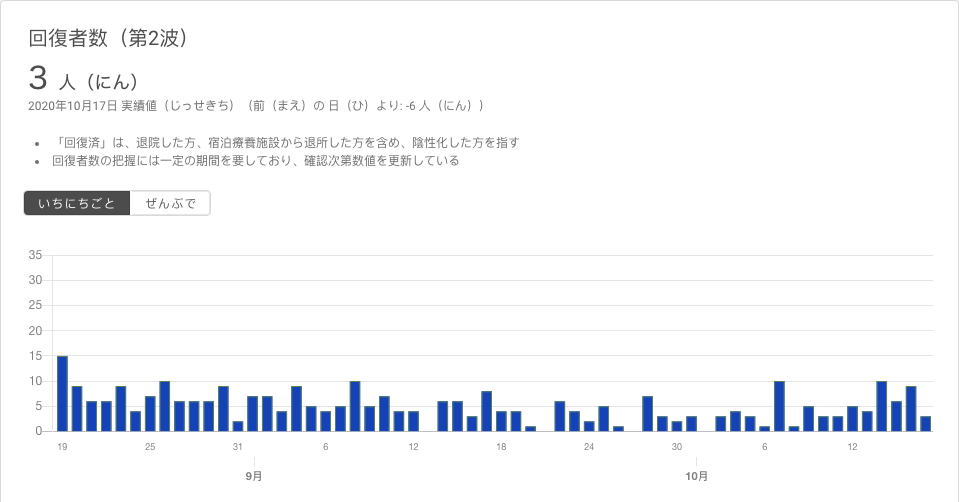 回復者数（第2波）
3 人（にん）
2020年10月17日 実績値（じっせきち）（前（まえ）の 日（ひ）より: -6 人（にん））
• 「回復済」は、退院した方、宿泊療養施設から退所した方を含め、陰性化した方を指す
• 回復者数の把握には一定の期間を要しており、確認次第数値を更新している
いちにちごと ぜんぶで
35
30
25
20
15
10
5
0
19 25 31 6 12 18 24 30 6 12
9月 10月